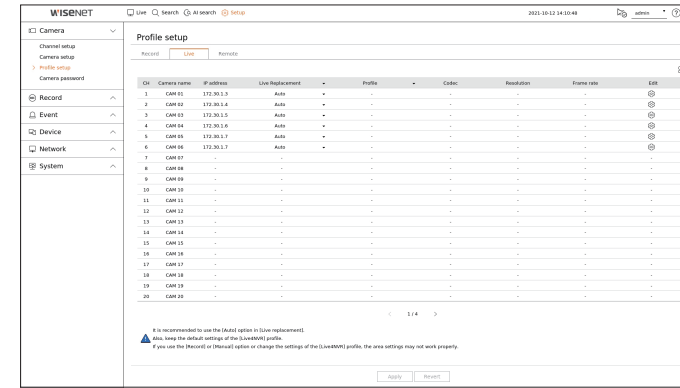 WISENET Live Search AI search Setup 2021-10-12 14:10:48 admin
Camera
Channel setup
Camera setup
> Profile setup
Camera password
Record
Event
Device
Network
System
Profile setup
Record Live Remote
CH Camera name IP address Live Replacement Profile Codec Resolution Frame rate Edit
1 CAM 01 172.30.1.3 Auto - - - -
2 CAM 02 172.30.1.4 Auto - - - -
3 CAM 03 172.30.1.5 Auto - - - -
4 CAM 04 172.30.1.6 Auto - - - -
5 CAM 05 172.30.1.7 Auto - - - -
6 CAM 06 172.30.1.7 Auto - - - -
7 CAM 07 - - - - - - -
8 CAM 08 - - - - - - -
9 CAM 09 - - - - - - -
10 CAM 10 - - - - - - -
11 CAM 11 - - - - - - -
12 CAM 12 - - - - - - -
13 CAM 13 - - - - - - -
14 CAM 14 - - - - - - -
15 CAM 15 - - - - - - -
16 CAM 16 - - - - - - -
17 CAM 17 - - - - - - -
18 CAM 18 - - - - - - -
19 CAM 19 - - - - - - -
20 CAM 20 - - - - - - -
< 1 / 4 >
It is recommended to use the [Auto] option in [Live replacement].
Also, keep the default settings of the [Live4NVR] profile.
If you use the [Record] or [Manual] option or change the settings of the [Live4NVR] profile, the area settings may not work properly.
Apply Revert